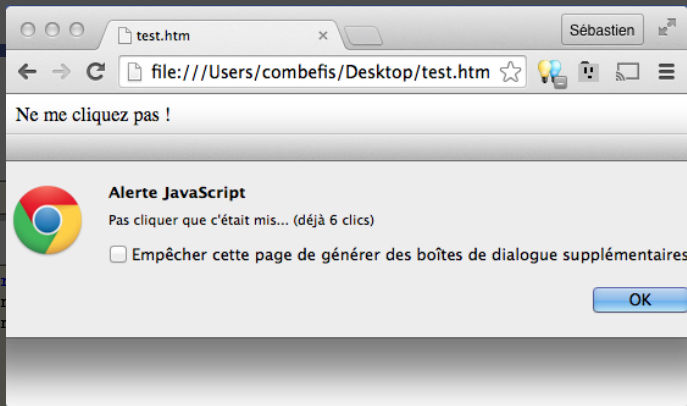 test.htm
Sébastien
file:///Users/combefis/Desktop/test.htm
Ne me cliquez pas !
Alerte JavaScript
Pas cliquer que c'était mis... (déjà 6 clics)
Empêcher cette page de générer des boîtes de dialogue supplémentaires
OK